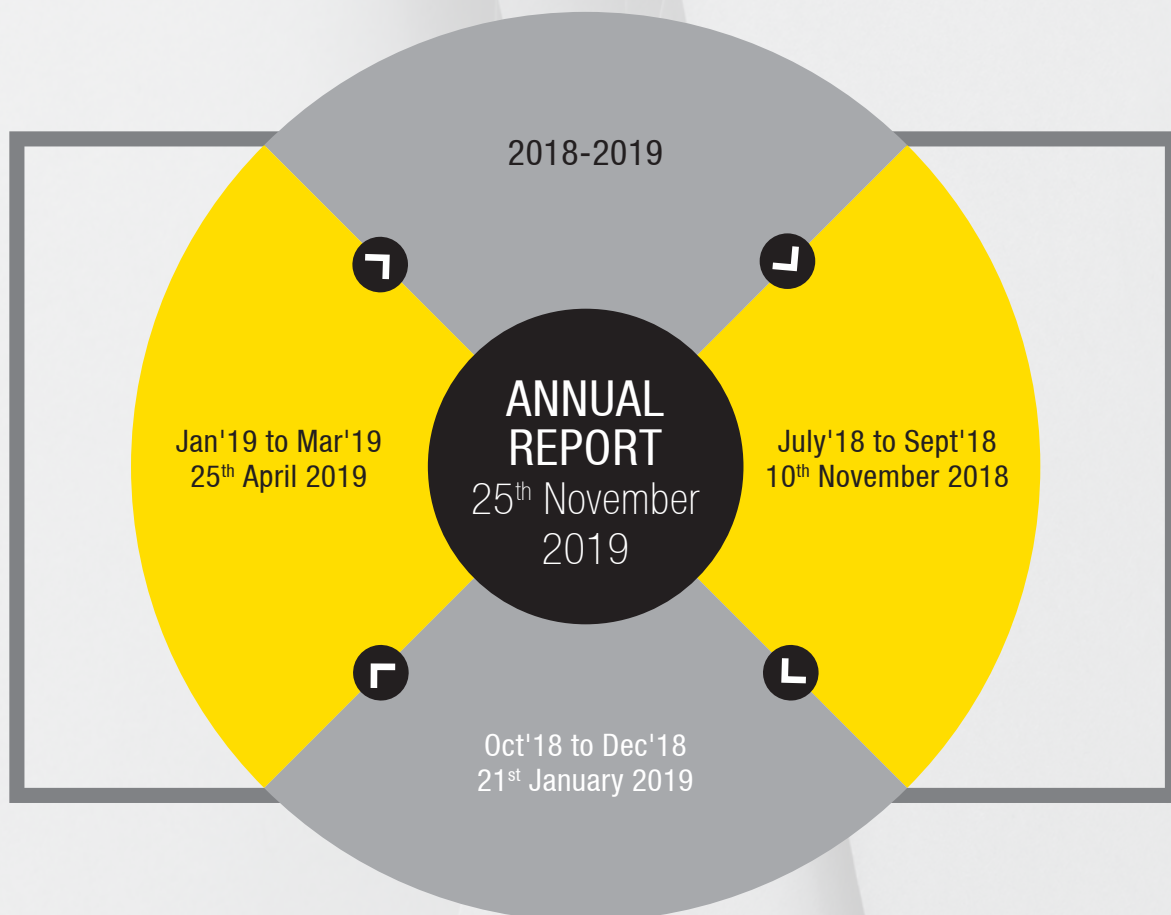 2018-2019
ANNUAL
REPORT
25th November
2019
July'18 to Sept'18
10th November 2018
Oct'18 to Dec'18
21st January 2019
Jan'19 to Mar'19
25th April 2019